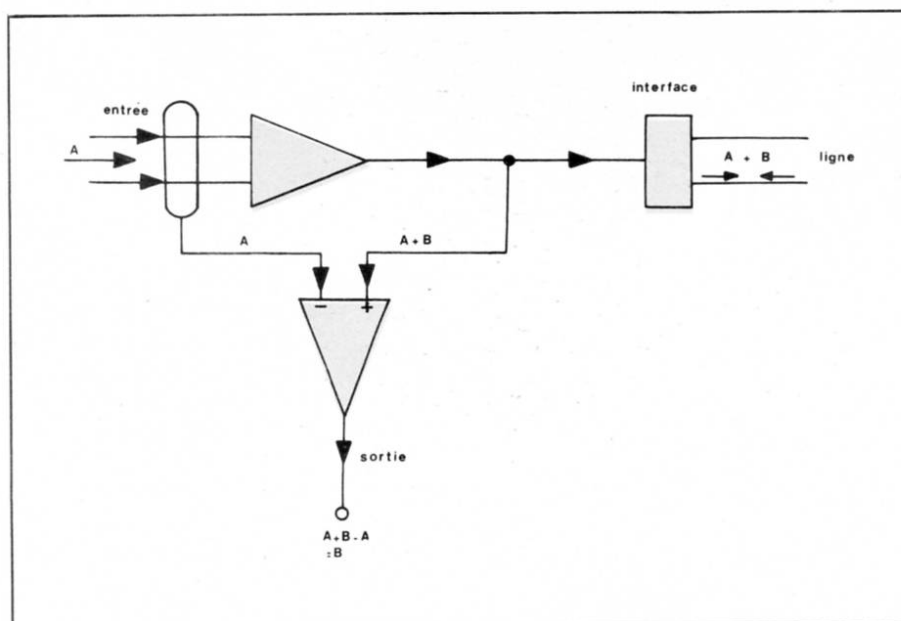 interface
entrée
A
A + B
ligne
A
A + B
-
+
sortie
A+B-A
=B